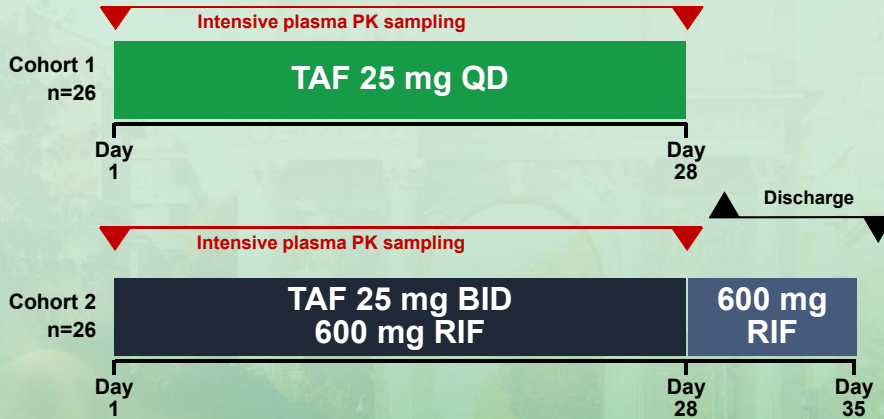 Intensive plasma PK sampling
Cohort 1
n=26
TAF 25 mg QD
Day
1
Day
28
Discharge
Intensive plasma PK sampling
Cohort 2
n=26
TAF 25 mg BID
600 mg RIF
600 mg
RIF
Day
1
Day
28
Day
35